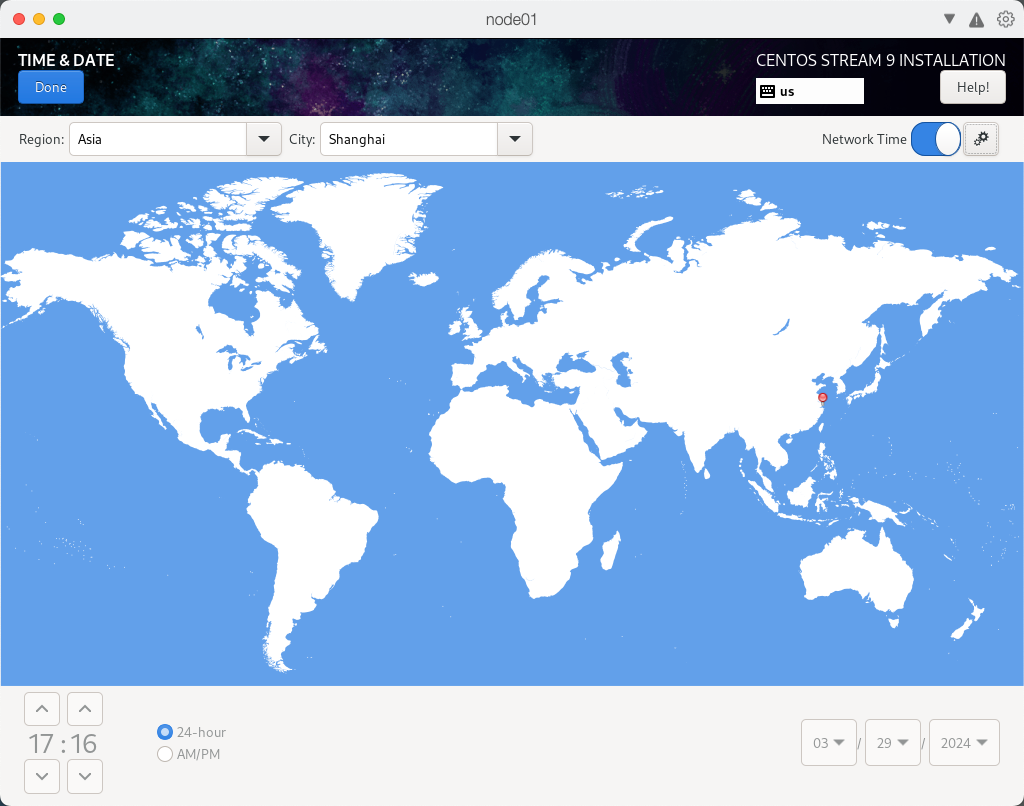 node01
TIME & DATE
CENTOS STREAM 9 INSTALLATION
Done
us
Help!
Region: Asia City: Shanghai Network Time
17 : 16
24-hour
AM/PM
03 / 29 / 2024